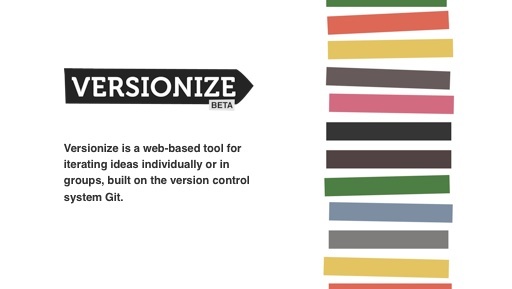 VERSIONIZE
BETA
Versionize is a web-based tool for
iterating ideas individually or in
groups, built on the version control
system Git.